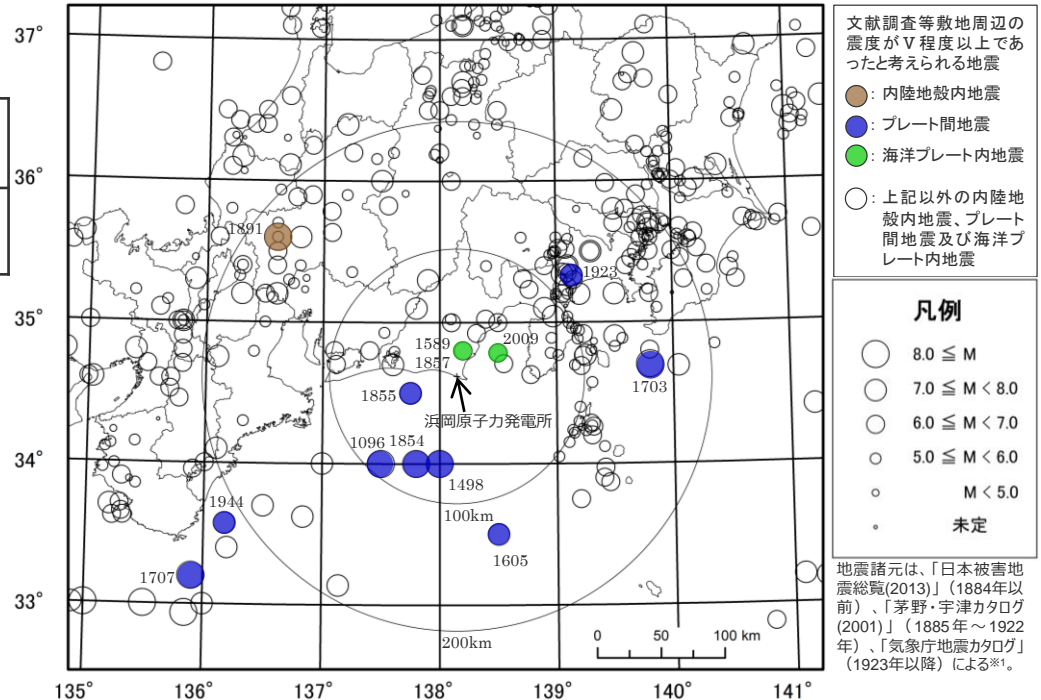 37°
36°
35°
34°
33°
135°
136°
137°
138°
139°
140°
141°
1891
1923
1589
2009
1857
1855
浜岡原子力発電所
1703
1096
1854
1498
1944
100km
1605
1707
200km
0
50
100 km
文献調査等敷地周辺の
震度がⅤ程度以上であ
ったと考えられる地震
: 内陸地殻内地震
: プレート間地震
: 海洋プレート内地震
: 上記以外の内陸地
殻内地震、プレート
間地震及び海洋プ
レート内地震
凡例
8.0 ≦ M
7.0 ≦ M < 8.0
6.0 ≦ M < 7.0
5.0 ≦ M < 6.0
M < 5.0
未定
地震諸元は、「日本被害地
震総覧(2013)」（1884年以
前）、「茅野・宇津カタログ
(2001)」（1885年～1922
年）、「気象庁地震カタログ」
（1923年以降）による※1。